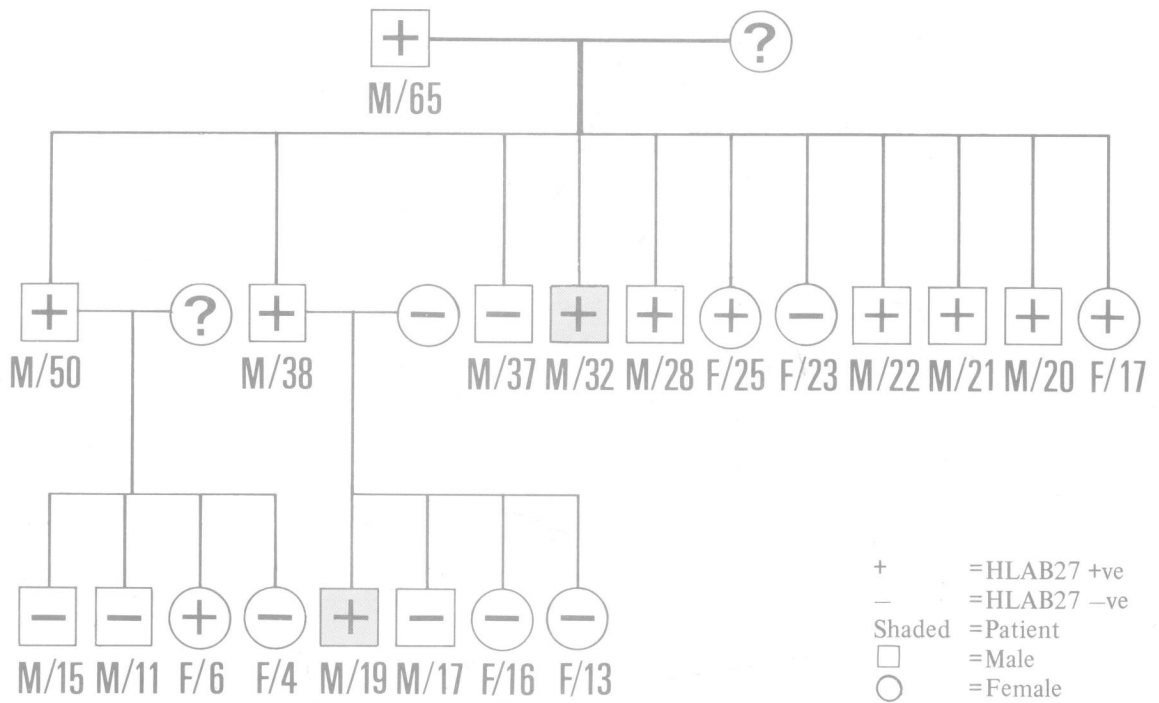 + ?
M/65
+ ? + − − + + + − + + + +
M/50 M/38 M/37 M/32 M/28 F/25 F/23 M/22 M/21 M/20 F/17
− − + − + − − −
M/15 M/11 F/6 F/4 M/19 M/17 F/16 F/13
+ =HLAB27 +ve
− =HLAB27 −ve
Shaded =Patient
=Male
=Female